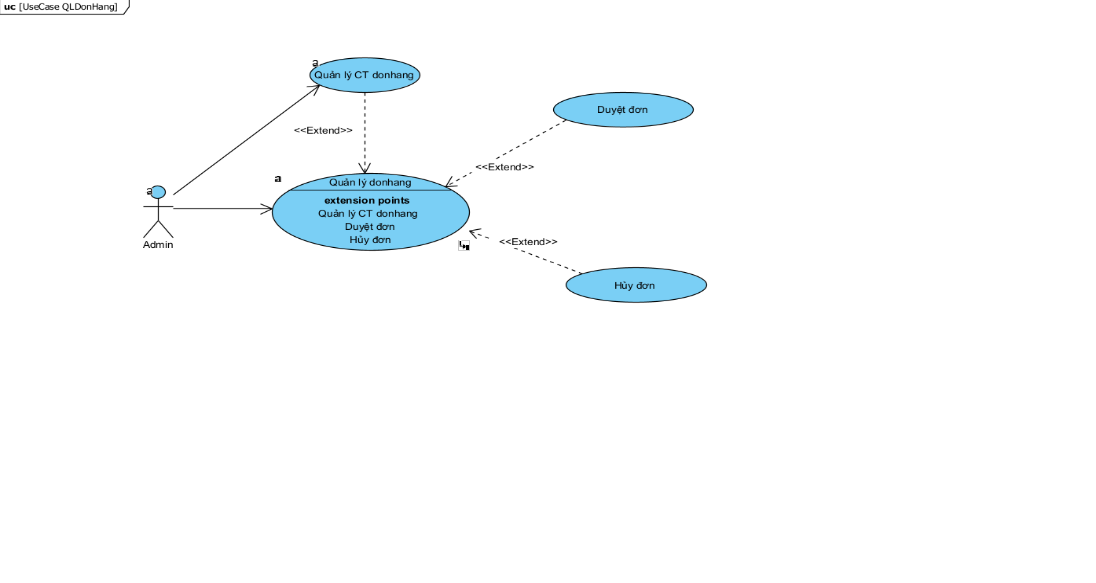 uc [UseCase QLDonHang]
a
Quản lý CT donhang
Duyệt đơn
<<Extend>>
<<Extend>>
a
Quản lý donhang
a
extension points
Quản lý CT donhang
Duyệt đơn
Hủy đơn
Admin
<<Extend>>
Hủy đơn